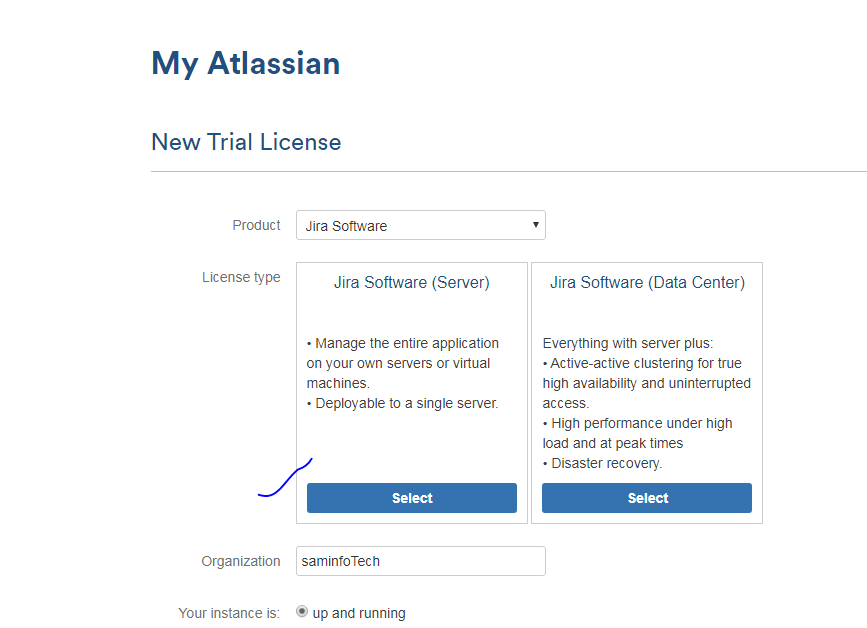 My Atlassian
New Trial License
Product
Jira Software
License type
Jira Software (Server)
• Manage the entire application
on your own servers or virtual
machines.
• Deployable to a single server.
Select
Jira Software (Data Center)
Everything with server plus:
• Active-active clustering for true
high availability and uninterrupted
access.
• High performance under high
load and at peak times
• Disaster recovery.
Select
Organization
saminfoTech
Your instance is:
up and running